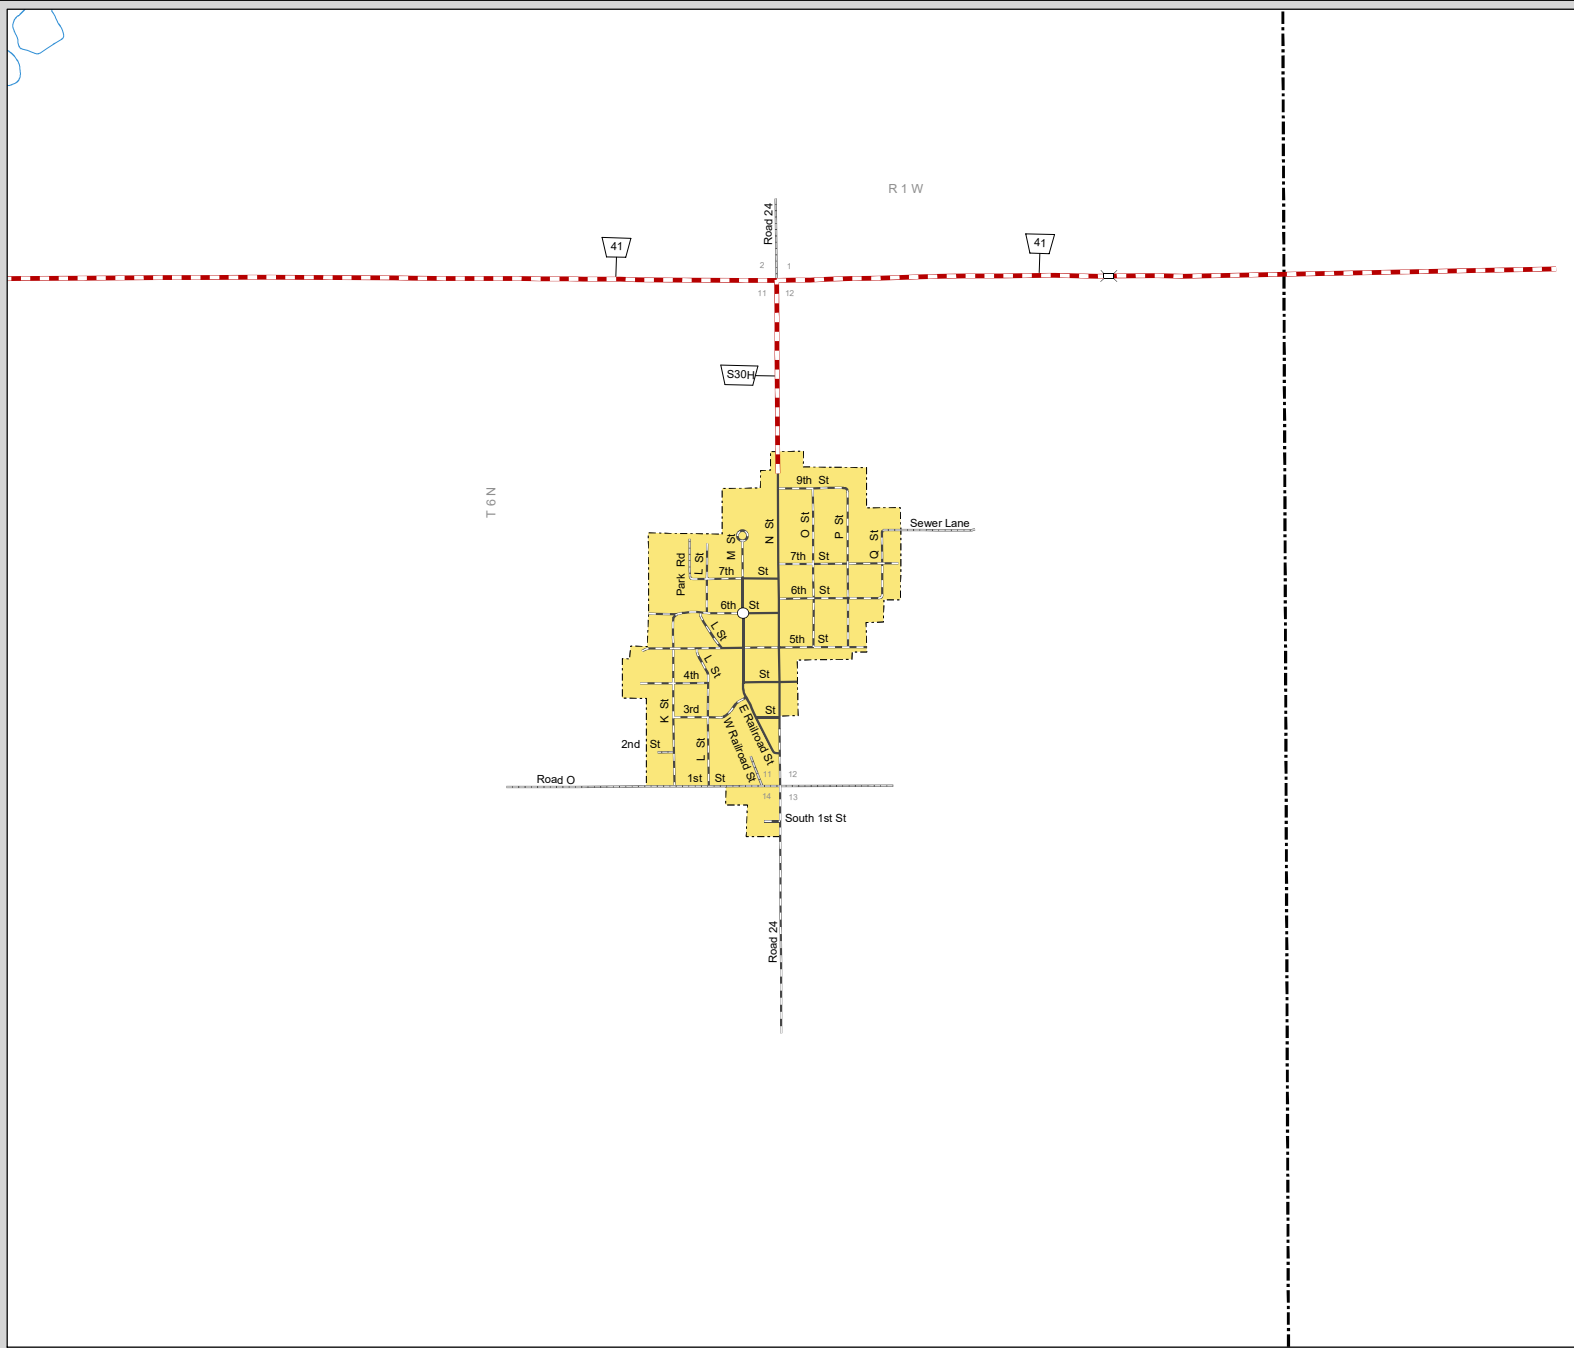 R 1 W
Road 24
41
41
2
1
11
12
S30H
T 6 N
9th St
Sewer Lane
N St
O St
P St
Q St
M St
L St
Park Rd
7th St
7th St
6th St
6th St
L St
5th St
L St
4th St
K St
3rd St
E Railroad St
W Railroad St
2nd St
L St
Road O
1st St
11
12
14
13
South 1st St
Road 24